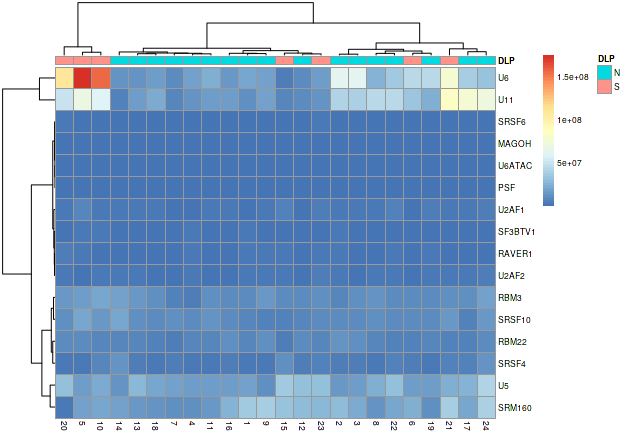 DLP
DLP
U6
N
U11
S
1.5e+08
SRSF6
1e+08
MAGOH
U6ATAC
5e+07
PSF
U2AF1
SF3BTV1
RAVER1
U2AF2
RBM3
SRSF10
RBM22
SRSF4
U5
SRM160
20 5 10 14 13 18 7 4 11 16 1 9 15 12 23 2 3 8 22 6 19 21 17 24